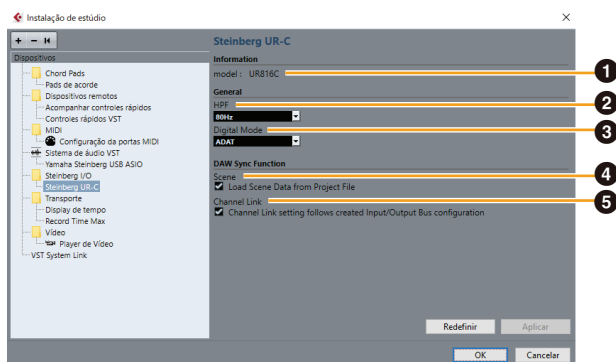 Instalação de estúdio
Dispositivos
Chord Pads
Pads de acorde
Dispositivos remotos
Acompanhar controles rápidos
Controles rápidos VST
MIDI
Configuração da portas MIDI
Sistema de áudio VST
Yamaha Steinberg USB ASIO
Steinberg I/O
Steinberg UR-C
Transporte
Display de tempo
Record Time Max
Vídeo
Player de Vídeo
VST System Link
Steinberg UR-C
Information
model : UR816C
1
General
HPF
2
80Hz
Digital Mode
3
ADAT
DAW Sync Function
Scene
4
Load Scene Data from Project File
Channel Link
5
Channel Link setting follows created Input/Output Bus configuration
Redefinir
Aplicar
OK
Cancelar